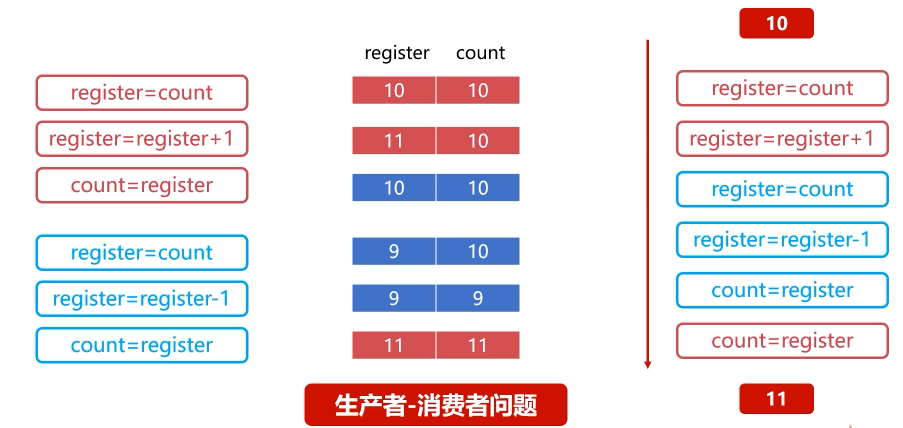 register=count
register=register+1
count=register
register=count
register=register-1
count=register
register count
10 10
11 10
10 10
9 10
9 9
11 11
生产者-消费者问题
10
register=count
register=register+1
register=count
register=register-1
count=register
count=register
11